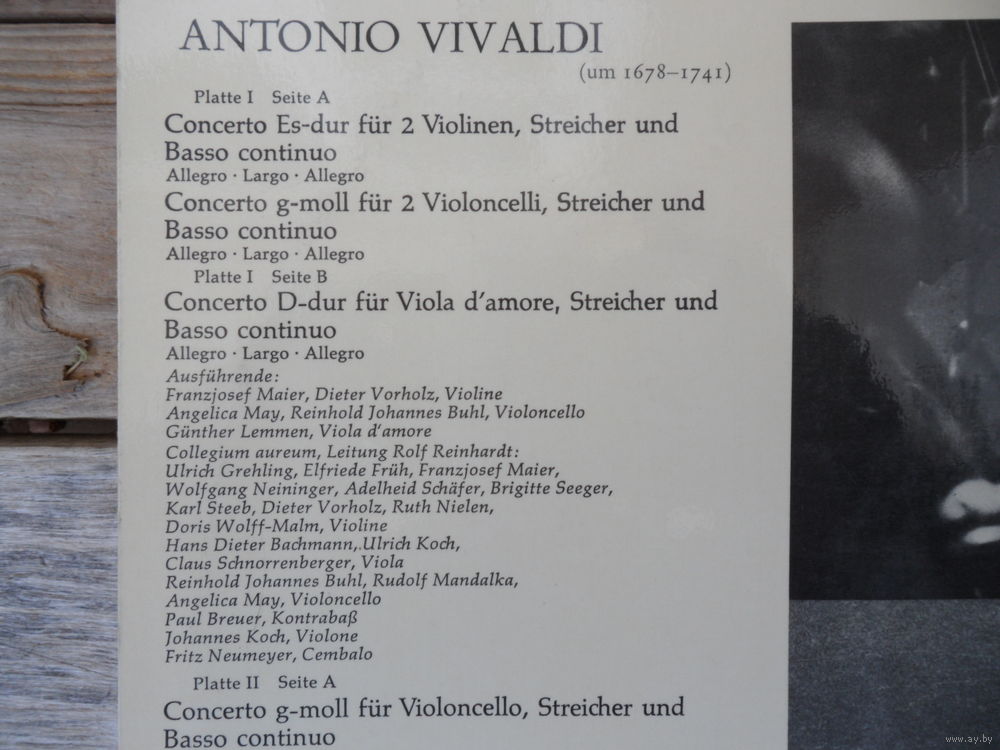 ANTONIO VIVALDI
(um 1678–1741)
Platte I Seite A
Concerto Es-dur für 2 Violinen, Streicher und
Basso continuo
Allegro · Largo · Allegro
Concerto g-moll für 2 Violoncelli, Streicher und
Basso continuo
Allegro · Largo · Allegro
Platte I Seite B
Concerto D-dur für Viola d'amore, Streicher und
Basso continuo
Allegro · Largo · Allegro
Ausführende:
Franzjosef Maier, Dieter Vorholz, Violine
Angelica May, Reinhold Johannes Buhl, Violoncello
Günther Lemmen, Viola d'amore
Collegium aureum, Leitung Rolf Reinhardt:
Ulrich Grehling, Elfriede Früh, Franzjosef Maier,
Wolfgang Neininger, Adelheid Schäfer, Brigitte Seeger,
Karl Steeb, Dieter Vorholz, Ruth Nielen,
Doris Wolff-Malm, Violine
Hans Dieter Bachmann, Ulrich Koch,
Claus Schnorrenberger, Viola
Reinhold Johannes Buhl, Rudolf Mandalka,
Angelica May, Violoncello
Paul Breuer, Kontrabaß
Johannes Koch, Violone
Fritz Neumeyer, Cembalo
Platte II Seite A
Concerto g-moll für Violoncello, Streicher und
Basso continuo
www.ay.by